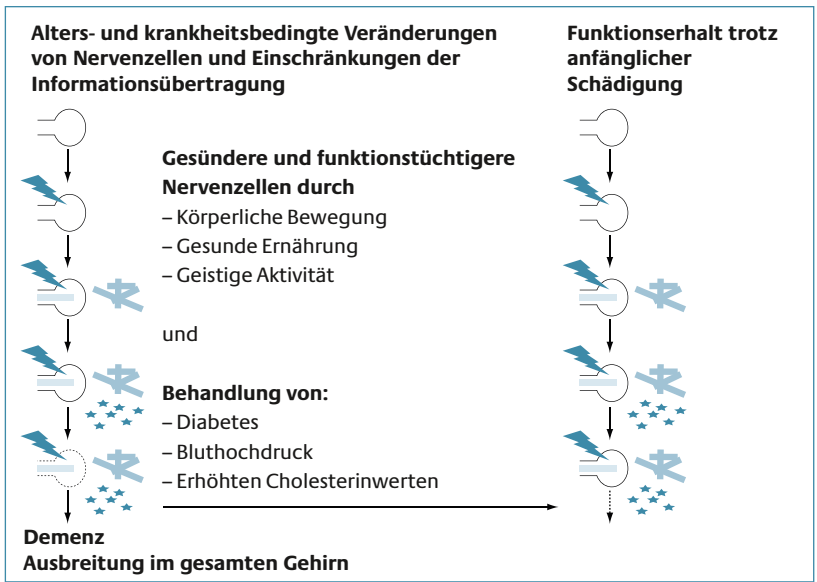 Alters- und krankheitsbedingte Veränderungen
von Nervenzellen und Einschränkungen der
Informationsübertragung
Funktionserhalt trotz
anfänglicher
Schädigung
Gesündere und funktionstüchtigere
Nervenzellen durch
– Körperliche Bewegung
– Gesunde Ernährung
– Geistige Aktivität
und
Behandlung von:
– Diabetes
– Bluthochdruck
– Erhöhten Cholesterinwerten
Demenz
Ausbreitung im gesamten Gehirn